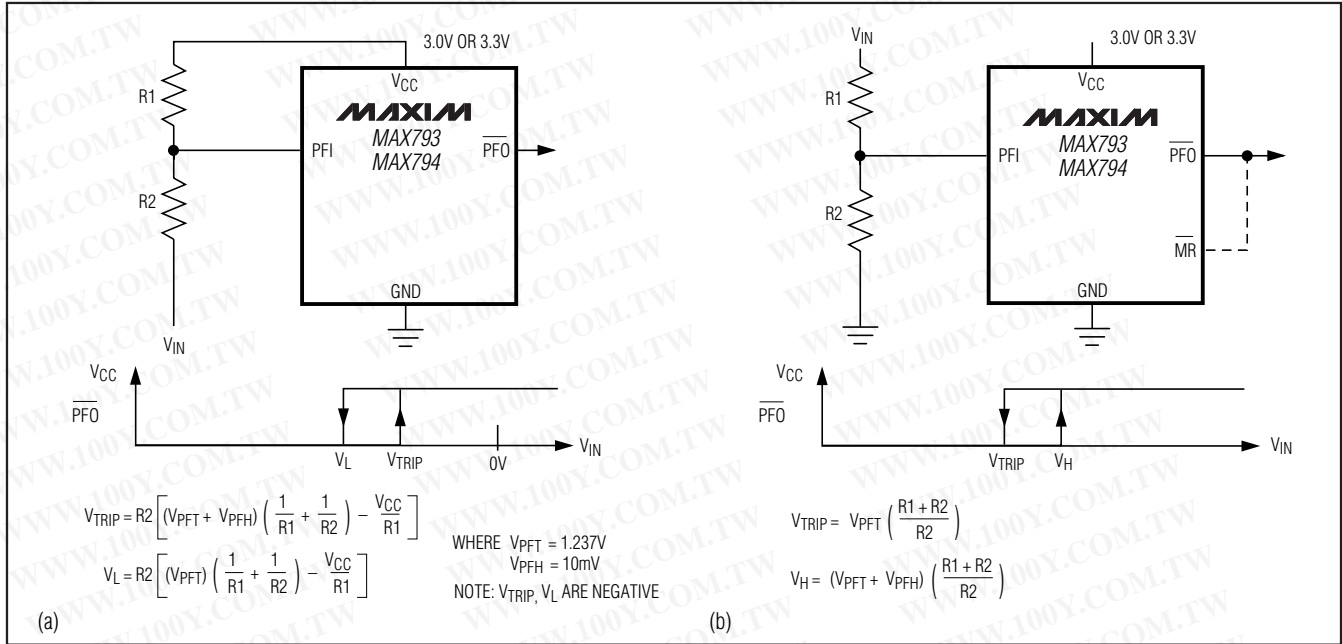 3.0V OR 3.3V
VCC
R1
MAXIM
MAX793
MAX794
PFI
PFO
R2
GND
VIN
VCC
PFO
VL
VTRIP
0V
VIN
VTRIP = R2 [ (VPFT + VPFH) ( 1/R1 + 1/R2 ) – VCC/R1 ]
VL = R2 [ (VPFT) ( 1/R1 + 1/R2 ) – VCC/R1 ]
WHERE VPFT = 1.237V
VPFH = 10mV
NOTE: VTRIP, VL ARE NEGATIVE
(a)
VIN
3.0V OR 3.3V
VCC
R1
MAXIM
MAX793
MAX794
PFI
PFO
R2
MR
GND
VCC
PFO
VTRIP
VH
VIN
VTRIP = VPFT ( R1 + R2 / R2 )
VH = (VPFT + VPFH) ( R1 + R2 / R2 )
(b)
WWW.100Y.COM.TW